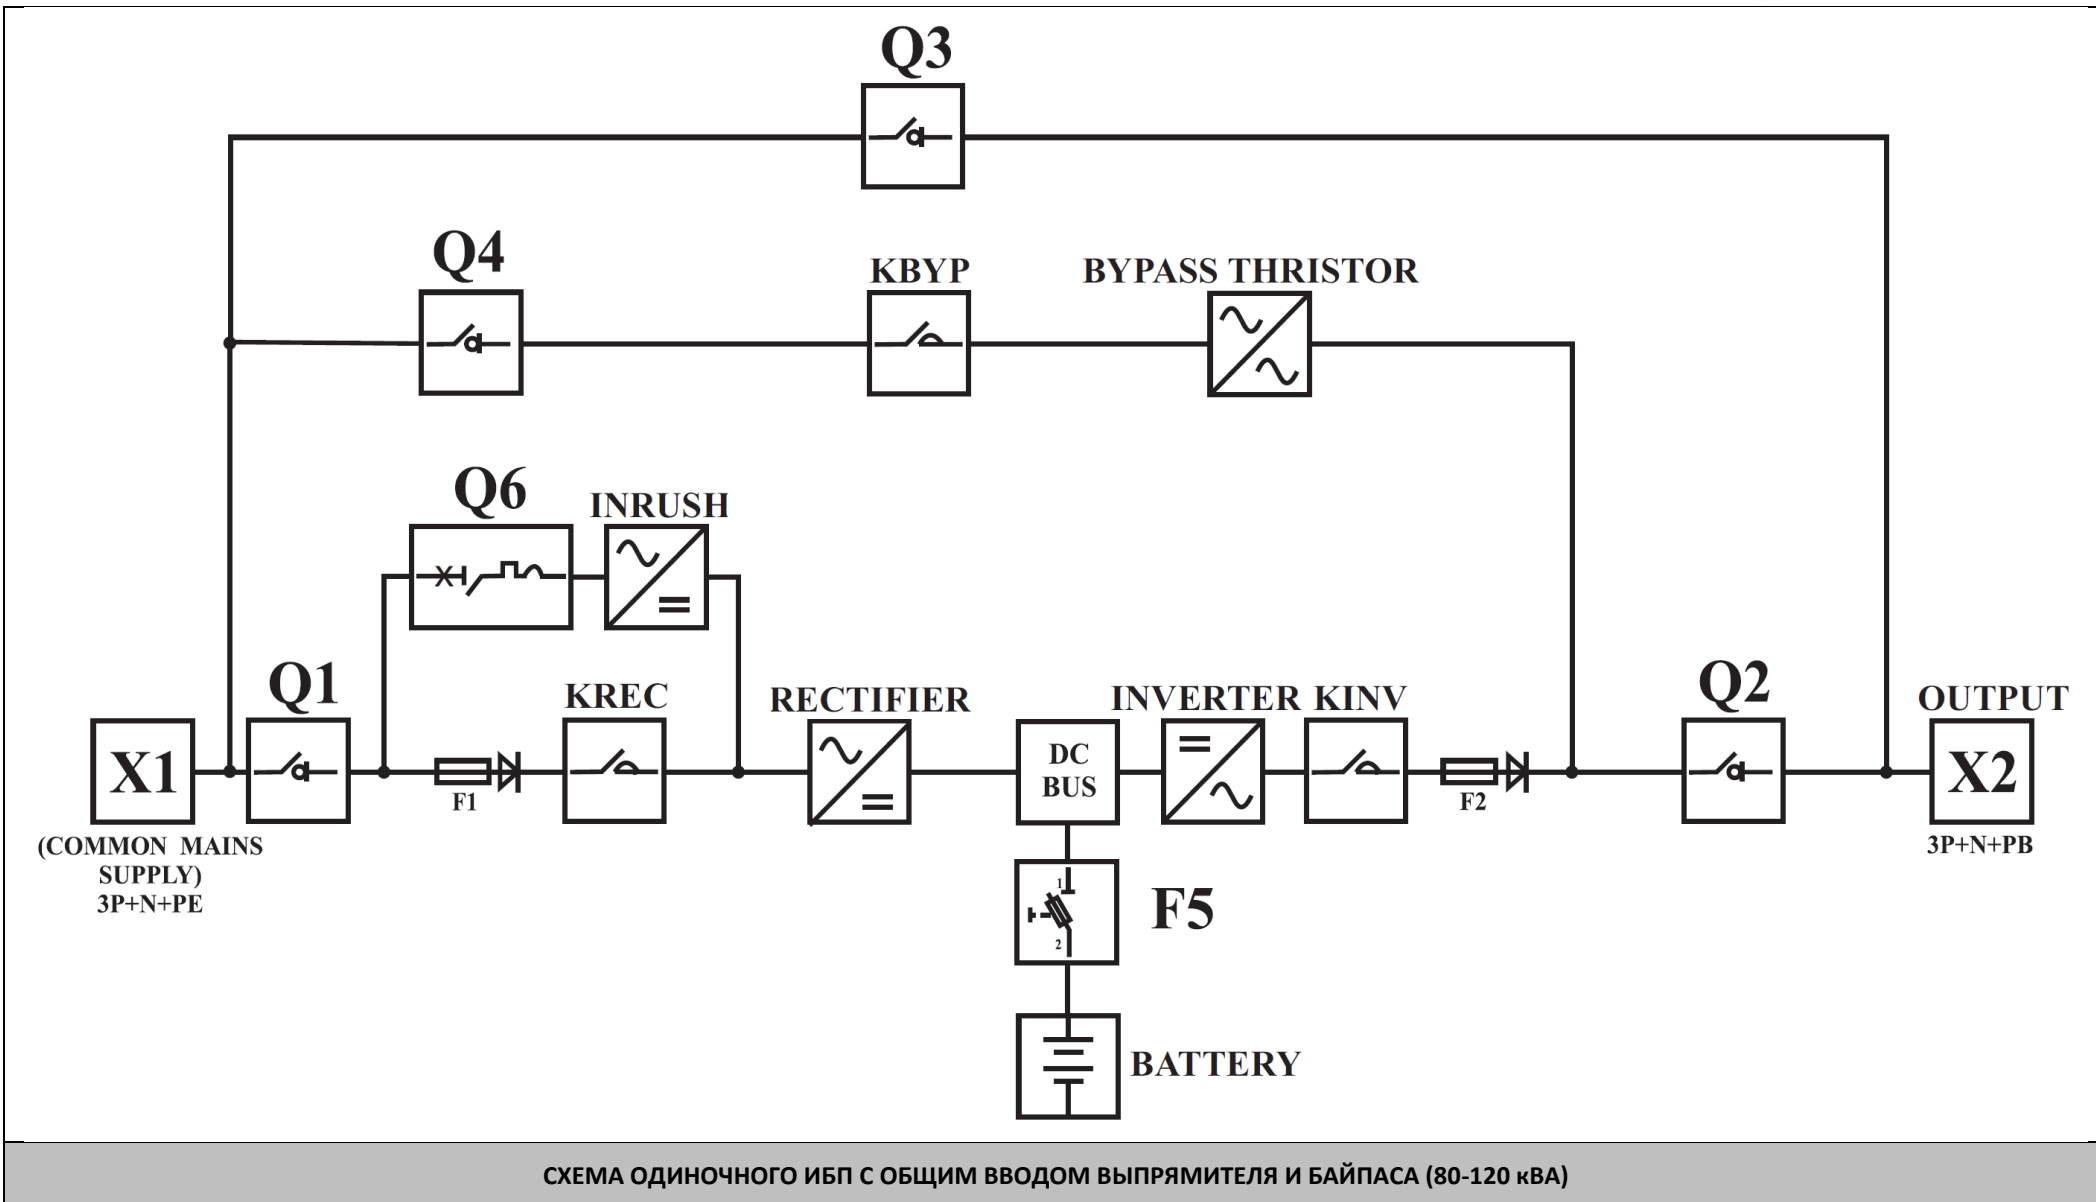 Q3
Q4
KBYP
BYPASS THRISTOR
Q6
INRUSH
Q1
KREC
RECTIFIER
INVERTER
KINV
Q2
OUTPUT
X1
F1
DC
BUS
F2
X2
(COMMON MAINS
SUPPLY)
3P+N+PE
3P+N+PB
1
2
F5
BATTERY
СХЕМА ОДИНОЧНОГО ИБП С ОБЩИМ ВВОДОМ ВЫПРЯМИТЕЛЯ И БАЙПАСА (80-120 кВА)